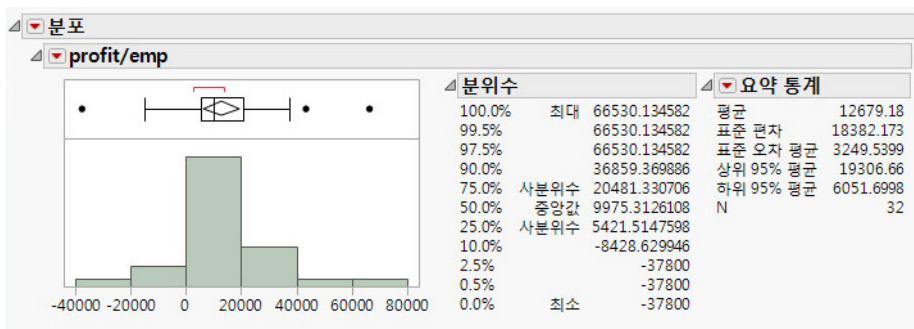 분포
profit/emp
-40000 -20000 0 20000 40000 60000 80000
분위수
100.0% 최대 66530.134582
99.5% 66530.134582
97.5% 66530.134582
90.0% 36859.369886
75.0% 사분위수 20481.330706
50.0% 중앙값 9975.3126108
25.0% 사분위수 5421.5147598
10.0% -8428.629946
2.5% -37800
0.5% -37800
0.0% 최소 -37800
요약 통계
평균 12679.18
표준 편차 18382.173
표준 오차 평균 3249.5399
상위 95% 평균 19306.66
하위 95% 평균 6051.6998
N 32